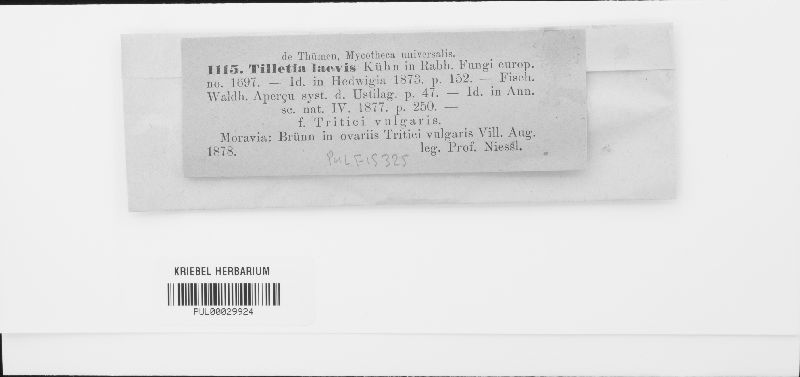 de Thümen, Mycotheca universalis.
1115. Tilletia laevis Kühn in Rabh. Fungi europ.
no. 1697. — Id. in Hedwigia 1873. p. 152. — Fisch.
Waldh. Aperçu syst. d. Ustilag. p. 47. — Id. in Ann.
sc. nat. IV. 1877. p. 250. —
f. Tritici vulgaris.
Moravia: Brünn in ovariis Tritici vulgaris Vill. Aug.
1878. leg. Prof. Niessl.
PUL F15325
KRIEBEL HERBARIUM
PUL00029924